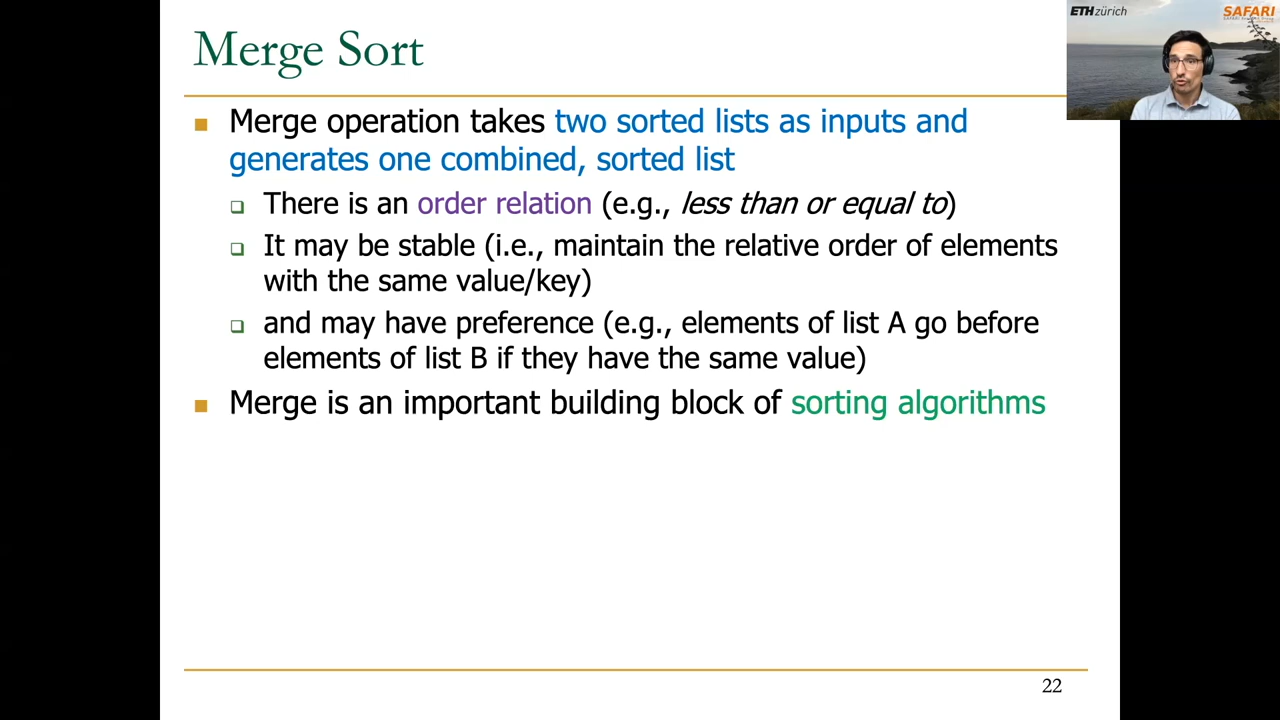 Merge Sort
ETHzürich
SAFARI
Merge operation takes two sorted lists as inputs and
generates one combined, sorted list
There is an order relation (e.g., less than or equal to)
It may be stable (i.e., maintain the relative order of elements
with the same value/key)
and may have preference (e.g., elements of list A go before
elements of list B if they have the same value)
Merge is an important building block of sorting algorithms
22